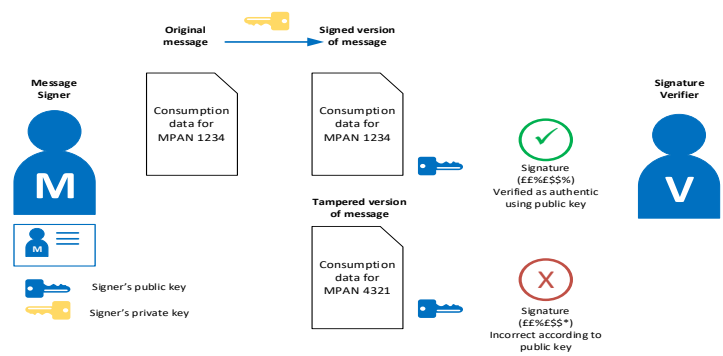 Original
message
Signed version
of message
Message
Signer
Signature
Verifier
Consumption
data for
MPAN 1234
Consumption
data for
MPAN 1234
M
V
Signature
(££%£$$%)
Verified as authentic
using public key
Tampered version
of message
M
Consumption
data for
MPAN 4321
X
Signer's public key
Signer's private key
Signature
(££%£$$*)
Incorrect according to
public key